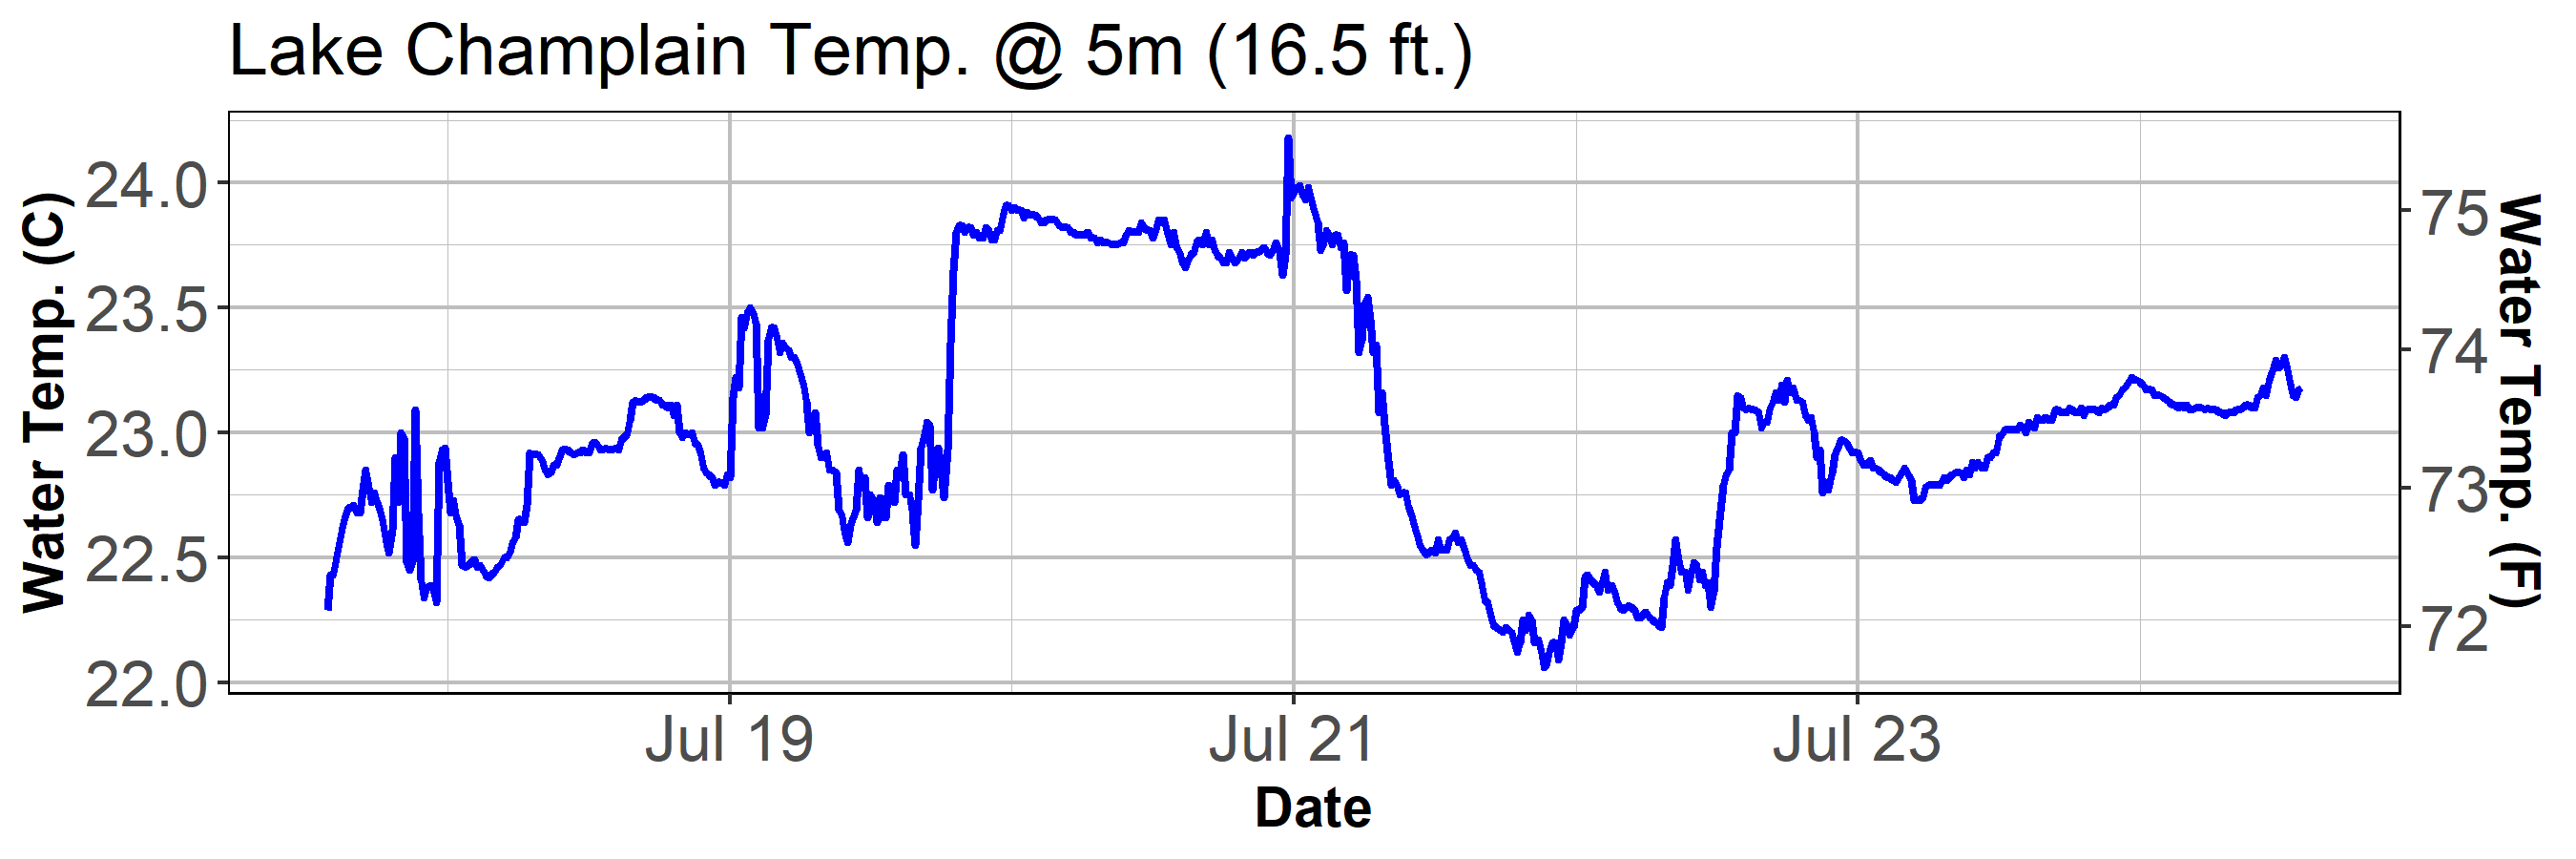 Lake Champlain Temp. @ 5m (16.5 ft.)
Water Temp. (C)
24.0
23.5
23.0
22.5
22.0
75
74
73
72
Water Temp. (F)
Jul 19 Jul 21 Jul 23
Date